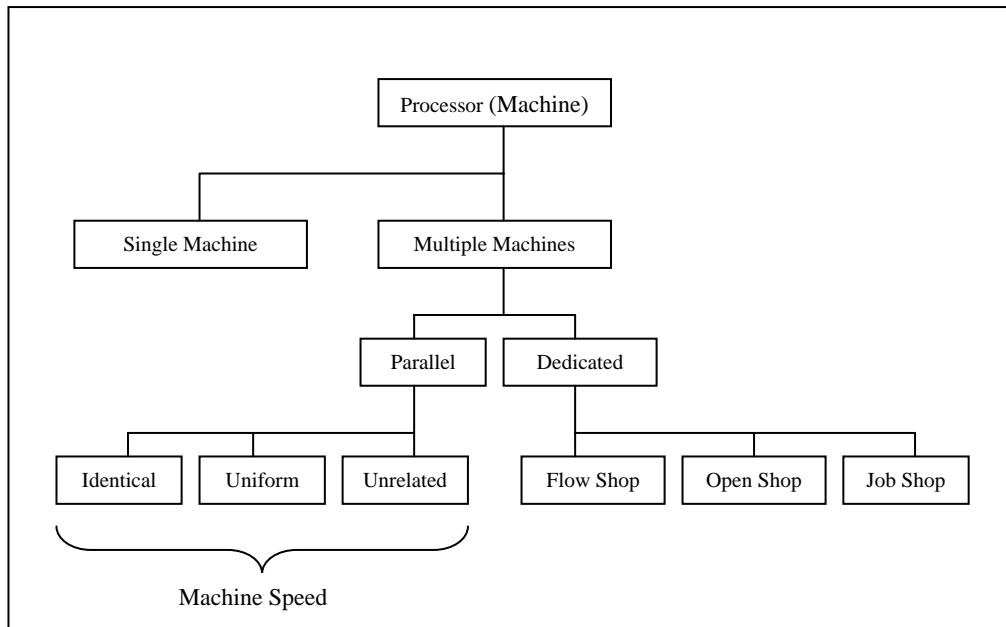 Processor (Machine)
Single Machine
Multiple Machines
Parallel
Dedicated
Identical
Uniform
Unrelated
Flow Shop
Open Shop
Job Shop
Machine Speed